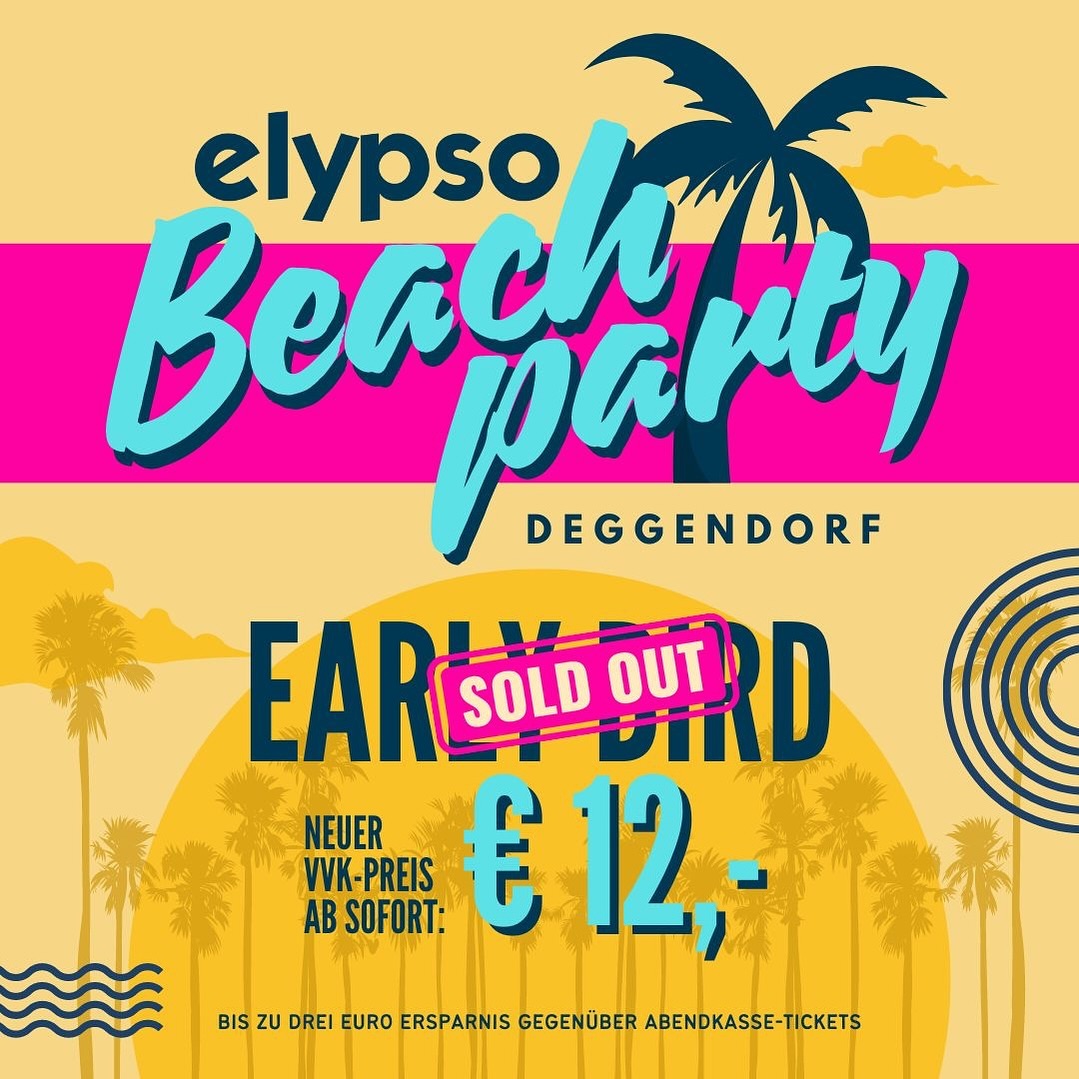 elypso
Beach
party
DEGGENDORF
EARLY BIRD
SOLD OUT
NEUER
VVK-PREIS
AB SOFORT:
€ 12,-
BIS ZU DREI EURO ERSPARNIS GEGENÜBER ABENDKASSE-TICKETS